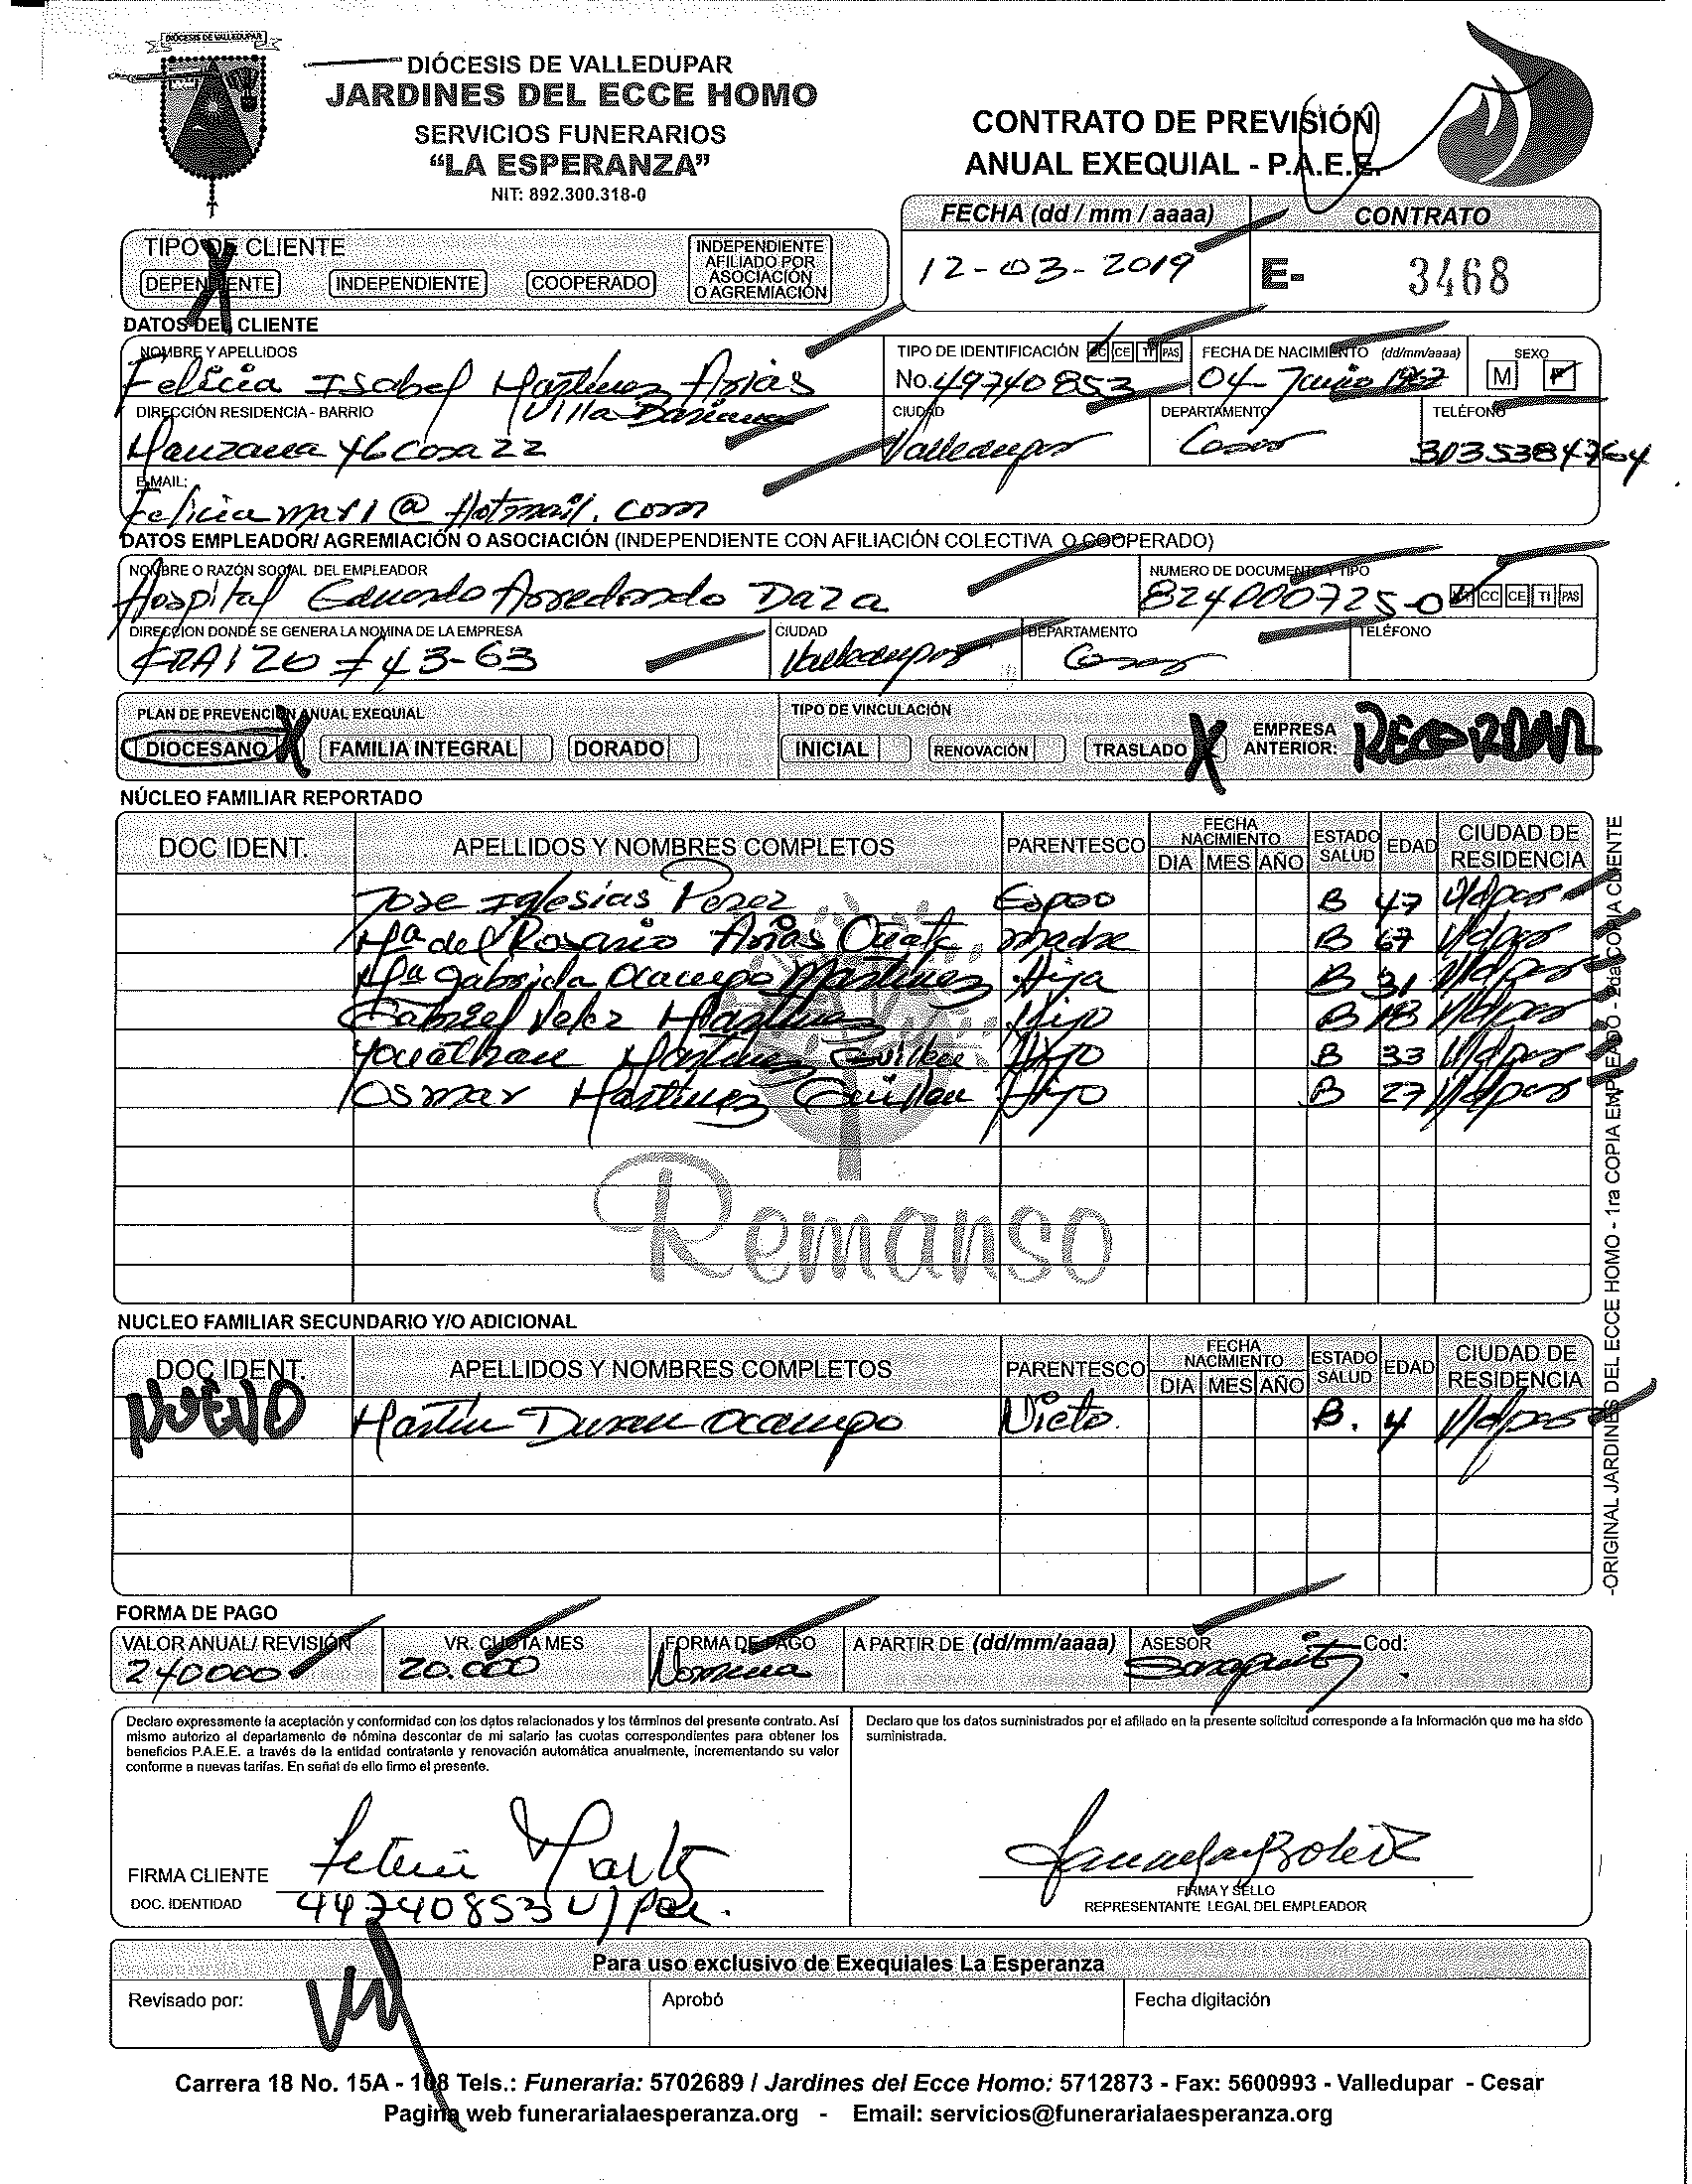 DIÓCESIS DE VALLEDUPAR
DIÓCESIS DE VALLEDUPAR
JARDINES DEL ECCE HOMO
SERVICIOS FUNERARIOS
"LA ESPERANZA"
NIT: 892.300.318-0
CONTRATO DE PREVISIÓN
ANUAL EXEQUIAL - P.A.E.E.
FECHA (dd / mm / aaaa) CONTRATO
12-03-2019 E- 3468
TIPO DE CLIENTE
DEPENDIENTE INDEPENDIENTE COOPERADO INDEPENDIENTE AFILIADO POR ASOCIACIÓN O AGREMIACIÓN
DATOS DEL CLIENTE
NOMBRE Y APELLIDOS TIPO DE IDENTIFICACIÓN CC CE TI PAS FECHA DE NACIMIENTO (dd/mm/aaaa) SEXO
Felicia Isabel Martinez Arias No. 49740853 04- Junio 1967 M F
DIRECCIÓN RESIDENCIA - BARRIO Villa CIUDAD DEPARTAMENTO TELÉFONO
Manzana 46 Casa 22 Valledupar Cesar
E-MAIL:
Feliciamar1@Hotmail.com
DATOS EMPLEADOR/ AGREMIACIÓN O ASOCIACIÓN (INDEPENDIENTE CON AFILIACIÓN COLECTIVA O COOPERADO)
NOMBRE O RAZÓN SOCIAL DEL EMPLEADOR NUMERO DE DOCUMENTO Y TIPO
Hospital Eduardo Arredondo Daza 824000725-0 CC CE TI PAS
DIRECCION DONDE SE GENERA LA NOMINA DE LA EMPRESA CIUDAD DEPARTAMENTO TELÉFONO
43-63 Valledupar Cesar
PLAN DE PREVENCIÓN ANUAL EXEQUIAL TIPO DE VINCULACIÓN
DIOCESANO X FAMILIA INTEGRAL DORADO INICIAL RENOVACIÓN TRASLADO X EMPRESA ANTERIOR: RECORDAR
NÚCLEO FAMILIAR REPORTADO
DOC IDENT. APELLIDOS Y NOMBRES COMPLETOS PARENTESCO FECHA NACIMIENTO DIA MES AÑO ESTADO SALUD EDAD CIUDAD DE RESIDENCIA
Jose Iglesias Perez Espoo B 47 V/dpar
Mª del Rosario Arias Oñate madre B 67 V/dpar
Mª Gabriela Ocampo Martinez Hija B 31 V/dpar
Gabriel Velez Martinez Hijo B 18 V/dpar
Yonathan Martinez Guillen Hijo B 33 V/dpar
Osmar Martinez Guillen Hijo B 27 V/dpar
Remanso
NUCLEO FAMILIAR SECUNDARIO Y/O ADICIONAL
DOC IDENT. APELLIDOS Y NOMBRES COMPLETOS PARENTESCO FECHA NACIMIENTO DIA MES AÑO ESTADO SALUD EDAD CIUDAD DE RESIDENCIA
NUEVO Martin Duran Ocampo Nieto. B. 4 V/dpar
-ORIGINAL JARDINES DEL ECCE HOMO - 1ra COPIA EMPLEADO - 2da COPIA CLIENTE
FORMA DE PAGO
VALOR ANUAL/ REVISIÓN VR. CUOTA MES FORMA DE PAGO A PARTIR DE (dd/mm/aaaa) ASESOR Cod:
240000 20.000 Nomina
Declaro expresamente la aceptación y conformidad con los datos relacionados y los términos del presente contrato. Así
mismo autorizo al departamento de nómina descontar de mi salario las cuotas correspondientes para obtener los
beneficios P.A.E.E. a través de la entidad contratante y renovación automática anualmente, incrementando su valor
conforme a nuevas tarifas. En señal de ello firmo el presente.
Declaro que los datos suministrados por el afiliado en la presente solicitud corresponde a la información que me ha sido
suministrada.
FIRMA CLIENTE
DOC. IDENTIDAD 49740853 V/par.
FIRMA Y SELLO
REPRESENTANTE LEGAL DEL EMPLEADOR
Para uso exclusivo de Exequiales La Esperanza
Revisado por: Aprobó Fecha digitación
Carrera 18 No. 15A - 108 Tels.: Funeraria: 5702689 / Jardines del Ecce Homo: 5712873 - Fax: 5600993 - Valledupar - Cesar
Pagina web funerarialaesperanza.org - Email: servicios@funerarialaesperanza.org